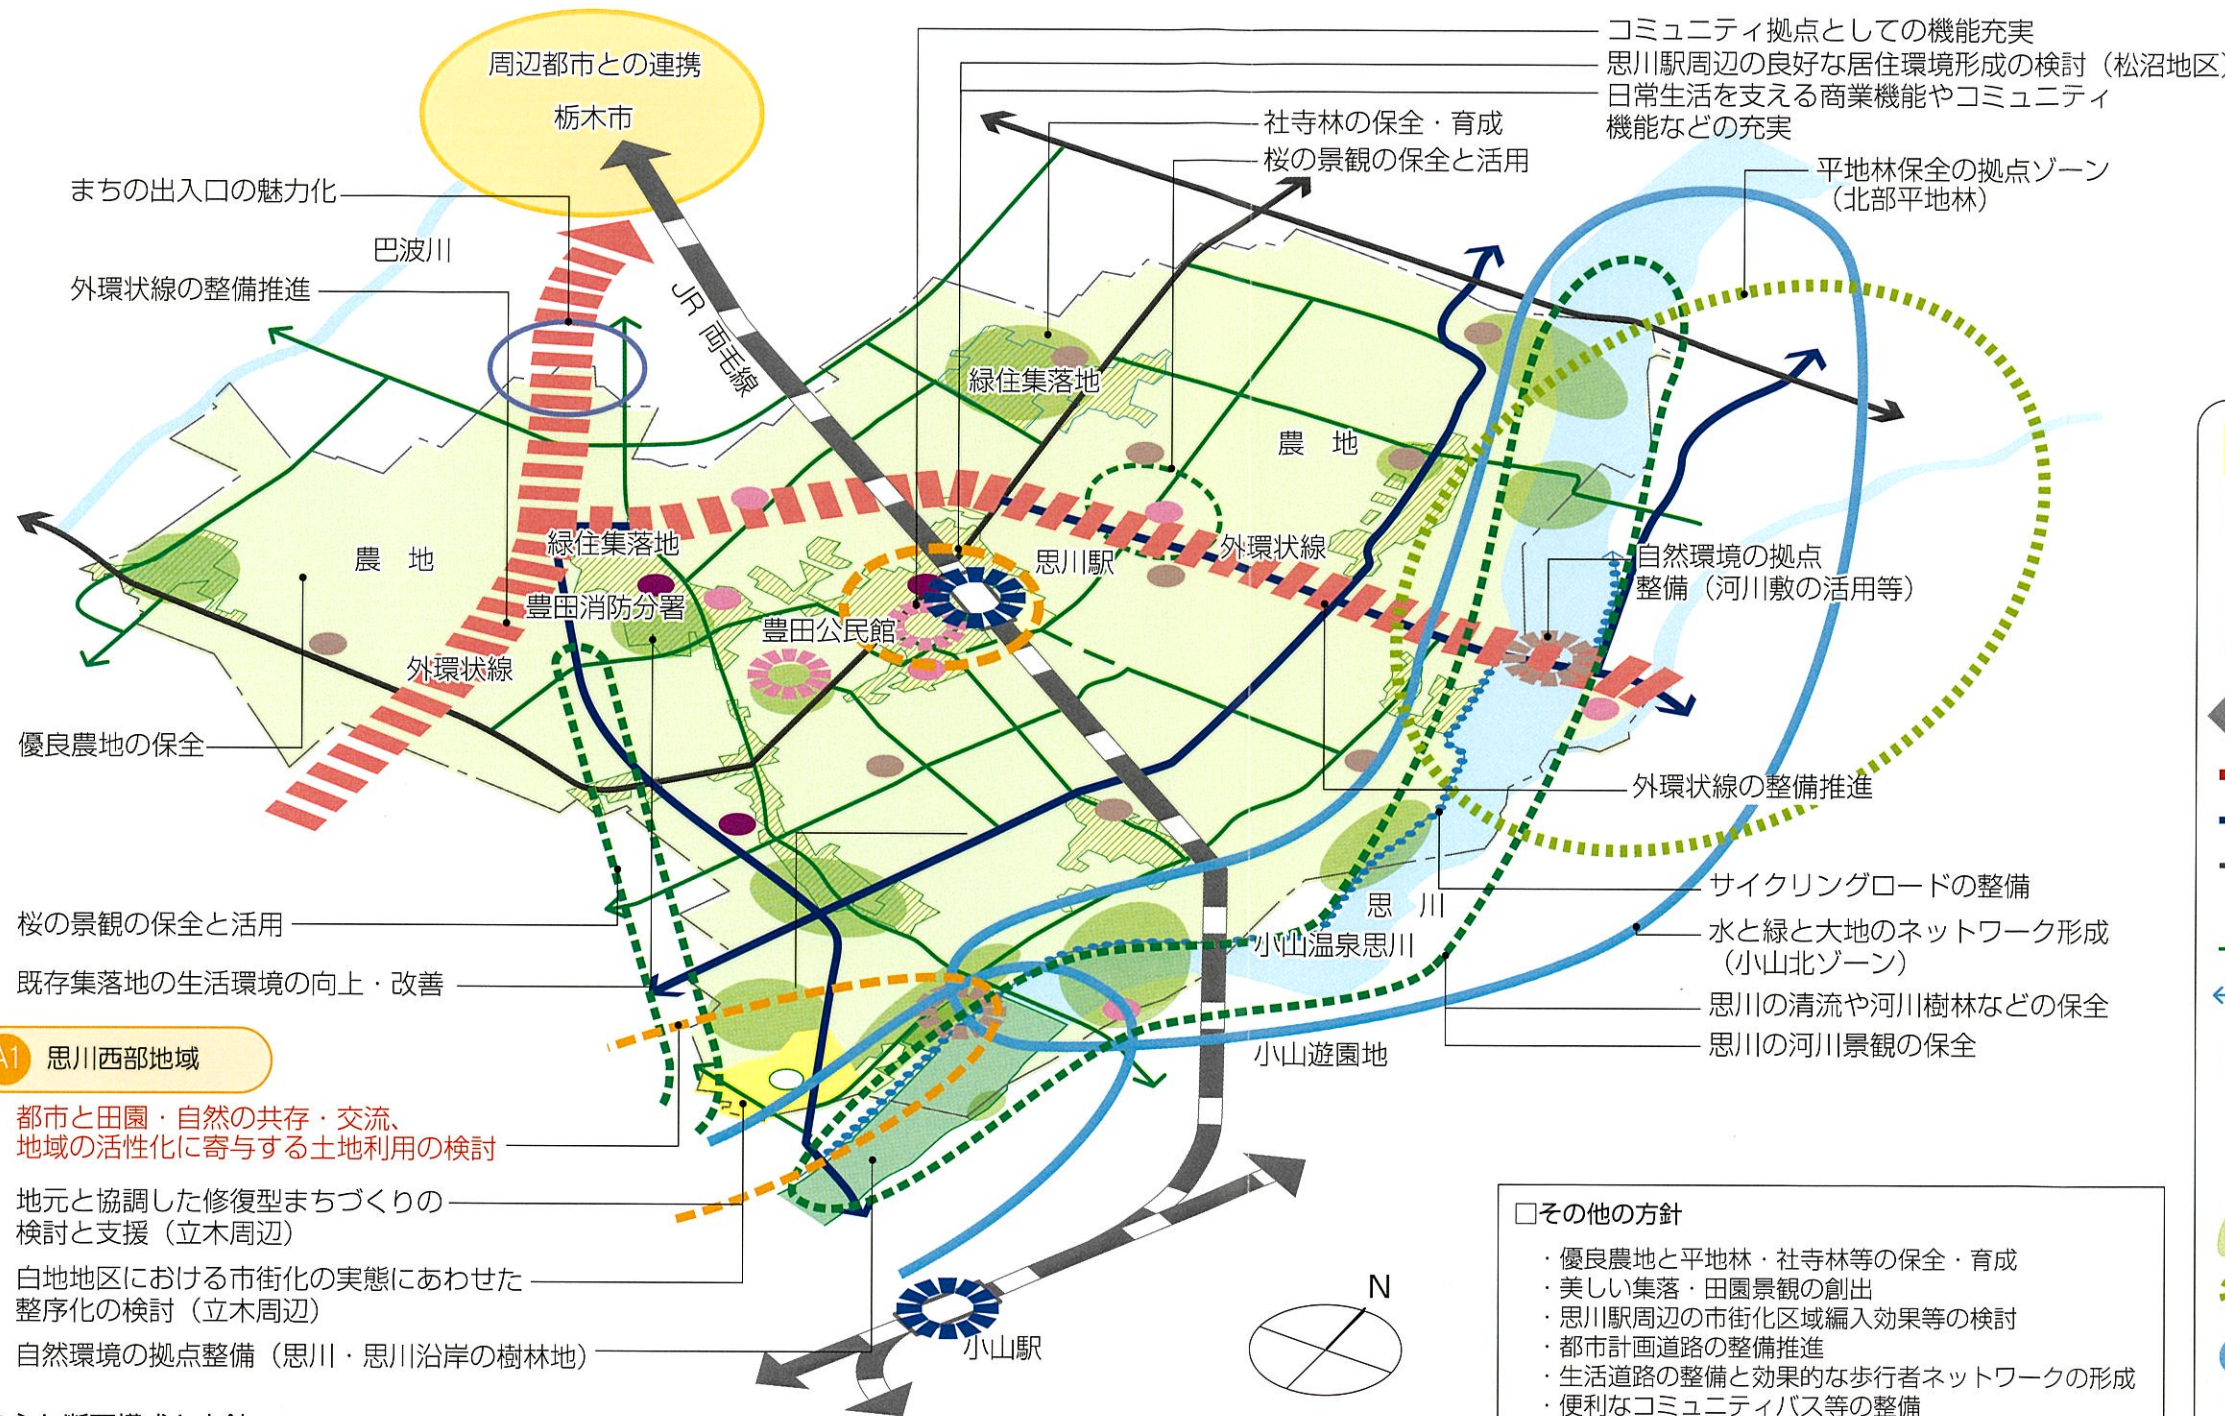 周辺都市との連携
栃木市
コミュニティ拠点としての機能充実
思川駅周辺の良好な居住環境形成の検討（松沼地区）
日常生活を支える商業機能やコミュニティ
機能などの充実
社寺林の保全・育成
桜の景観の保全と活用
平地林保全の拠点ゾーン
（北部平地林）
まちの出入口の魅力化
巴波川
外環状線の整備推進
JR 両毛線
緑住集落地
農　地
農　地
緑住集落地
豊田消防分署
思川駅
外環状線
自然環境の拠点
整備（河川敷の活用等）
豊田公民館
外環状線
優良農地の保全
外環状線の整備推進
サイクリングロードの整備
思　川
桜の景観の保全と活用
水と緑と大地のネットワーク形成
（小山北ゾーン）
小山温泉思川
既存集落地の生活環境の向上・改善
思川の清流や河川樹林などの保全
思川の河川景観の保全
小山遊園地
A1 思川西部地域
都市と田園・自然の共存・交流、
地域の活性化に寄与する土地利用の検討
地元と協調した修復型まちづくりの
検討と支援（立木周辺）
白地地区における市街化の実態にあわせた
整序化の検討（立木周辺）
自然環境の拠点整備（思川・思川沿岸の樹林地）
小山駅
N
□その他の方針
・優良農地と平地林・社寺林等の保全・育成
・美しい集落・田園景観の創出
・思川駅周辺の市街化区域編入効果等の検討
・都市計画道路の整備推進
・生活道路の整備と効果的な歩行者ネットワークの形成
・便利なコミュニティバス等の整備